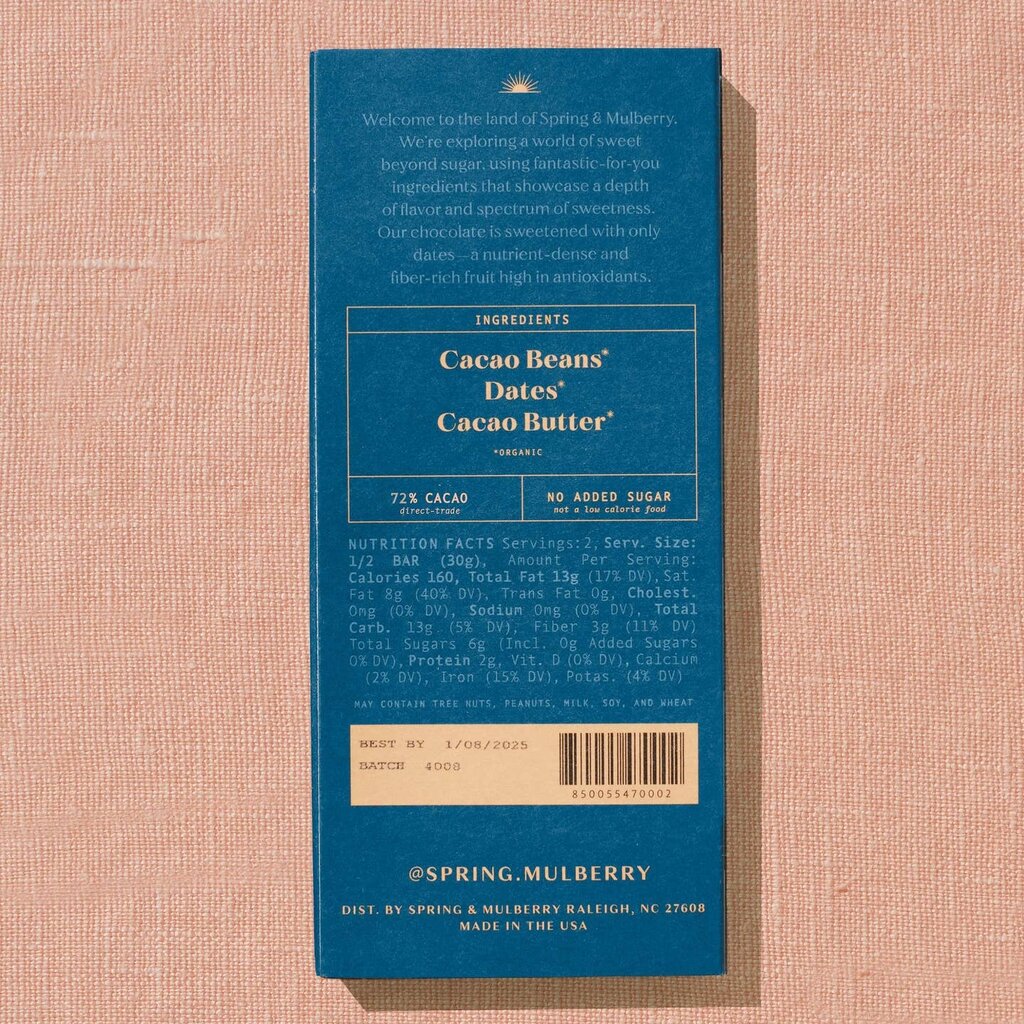 Welcome to the land of Spring & Mulberry.
We're exploring a world of sweet
beyond sugar, using fantastic-for-you
ingredients that showcase a depth
of flavor and spectrum of sweetness.
Our chocolate is sweetened with only
dates—a nutrient-dense and
fiber-rich fruit high in antioxidants.
INGREDIENTS
Cacao Beans*
Dates*
Cacao Butter*
*ORGANIC
72% CACAO
direct-trade
NO ADDED SUGAR
not a low calorie food
NUTRITION FACTS Servings: 2, Serv. Size:
1/2 BAR (30g), Amount Per Serving:
Calories 160, Total Fat 13g (17% DV), Sat.
Fat 8g (40% DV), Trans Fat 0g, Cholest.
0mg (0% DV), Sodium 0mg (0% DV), Total
Carb. 13g (5% DV), Fiber 3g (11% DV)
Total Sugars 6g (Incl. 0g Added Sugars
0% DV), Protein 2g, Vit. D (0% DV), Calcium
(2% DV), Iron (15% DV), Potas. (4% DV)
MAY CONTAIN TREE NUTS, PEANUTS, MILK, SOY, AND WHEAT
BEST BY 1/08/2025
BATCH 4008
850055470002
@SPRING.MULBERRY
DIST. BY SPRING & MULBERRY RALEIGH, NC 27608
MADE IN THE USA